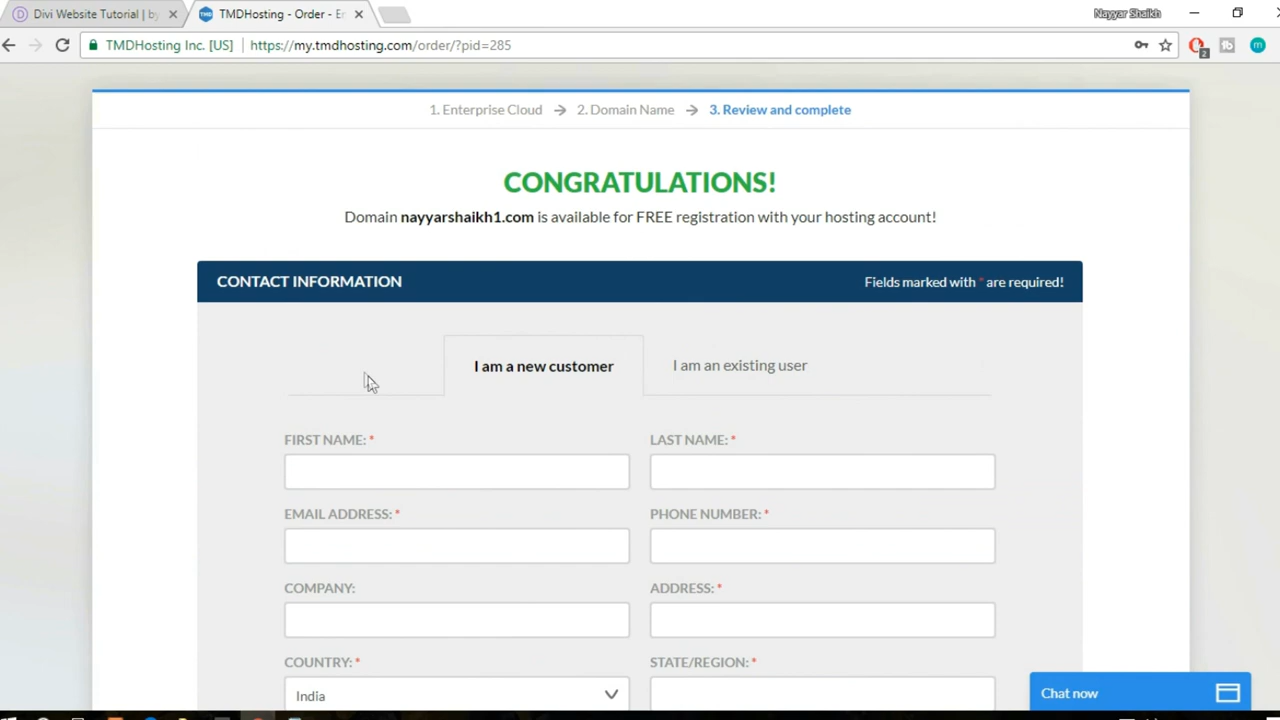 Divi Website Tutorial | by
TMDHosting - Order - Er
Nayyar Shaikh
TMDHosting Inc. [US]
https://my.tmdhosting.com/order/?pid=285
2
m
1. Enterprise Cloud → 2. Domain Name → 3. Review and complete
CONGRATULATIONS!
Domain nayyarshaikh1.com is available for FREE registration with your hosting account!
CONTACT INFORMATION
Fields marked with * are required!
I am a new customer
I am an existing user
FIRST NAME: *
LAST NAME: *
EMAIL ADDRESS: *
PHONE NUMBER: *
COMPANY:
ADDRESS: *
COUNTRY: *
STATE/REGION: *
India
Chat now